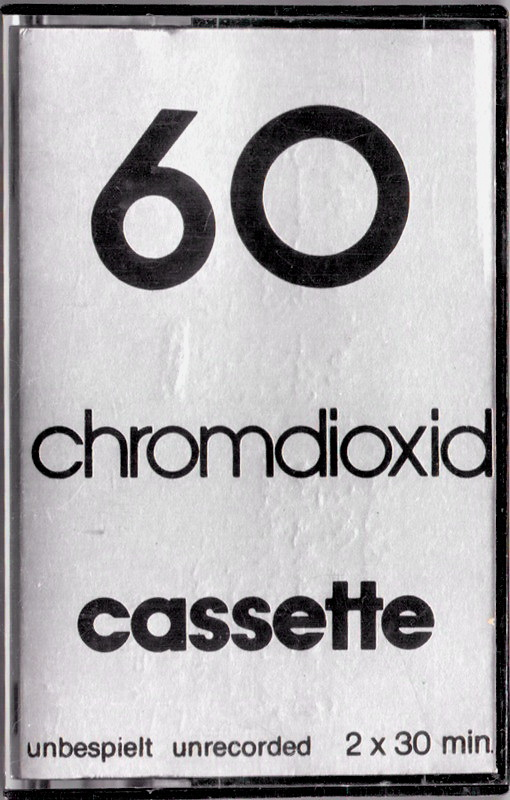 60
chromdioxid
cassette
unbespielt unrecorded 2 x 30 min.